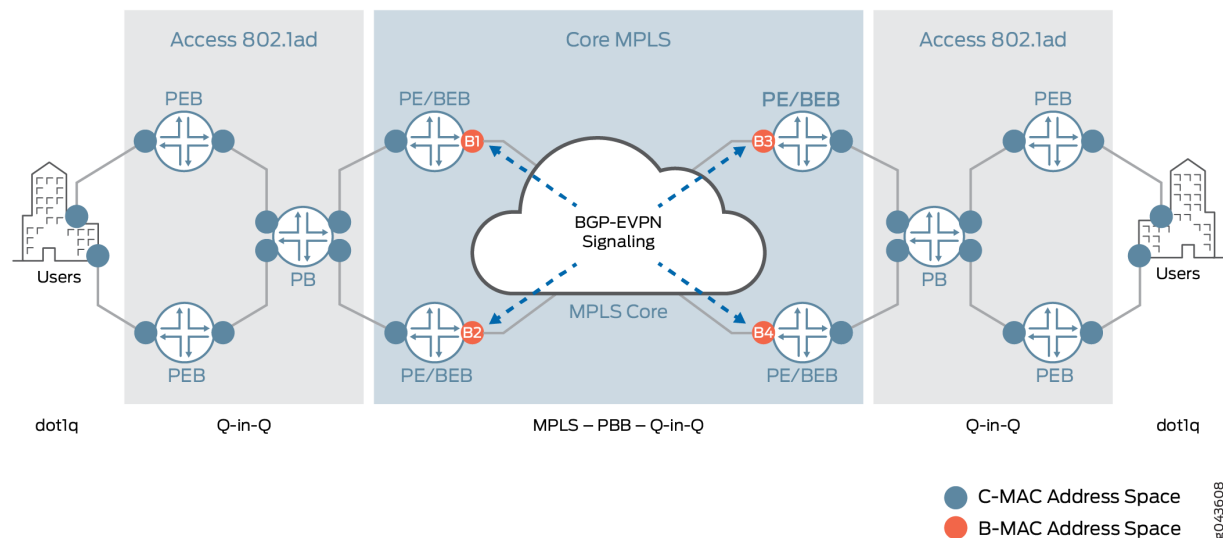 Access 802.1ad
Core MPLS
Access 802.1ad
PEB
PE/BEB
PE/BEB
PEB
B1
B3
BGP-EVPN
Signaling
Users
PB
PB
Users
MPLS Core
B2
B4
PEB
PE/BEB
PE/BEB
PEB
dot1q
Q-in-Q
MPLS – PBB – Q-in-Q
Q-in-Q
dot1q
C-MAC Address Space
B-MAC Address Space
g043608